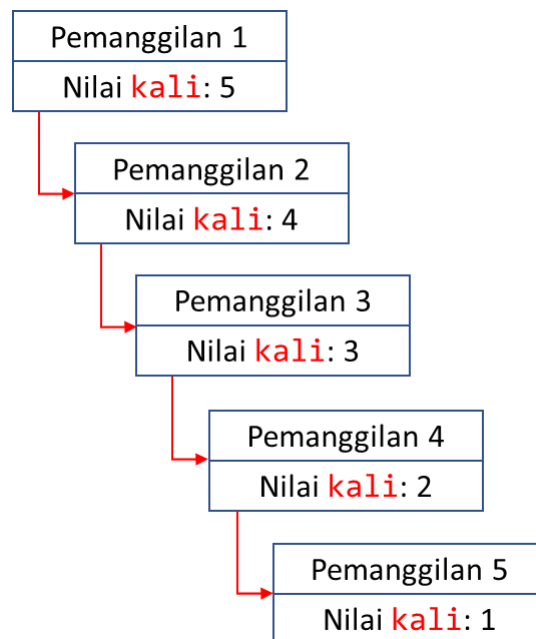 Pemanggilan 1
Nilai kali: 5
Pemanggilan 2
Nilai kali: 4
Pemanggilan 3
Nilai kali: 3
Pemanggilan 4
Nilai kali: 2
Pemanggilan 5
Nilai kali: 1